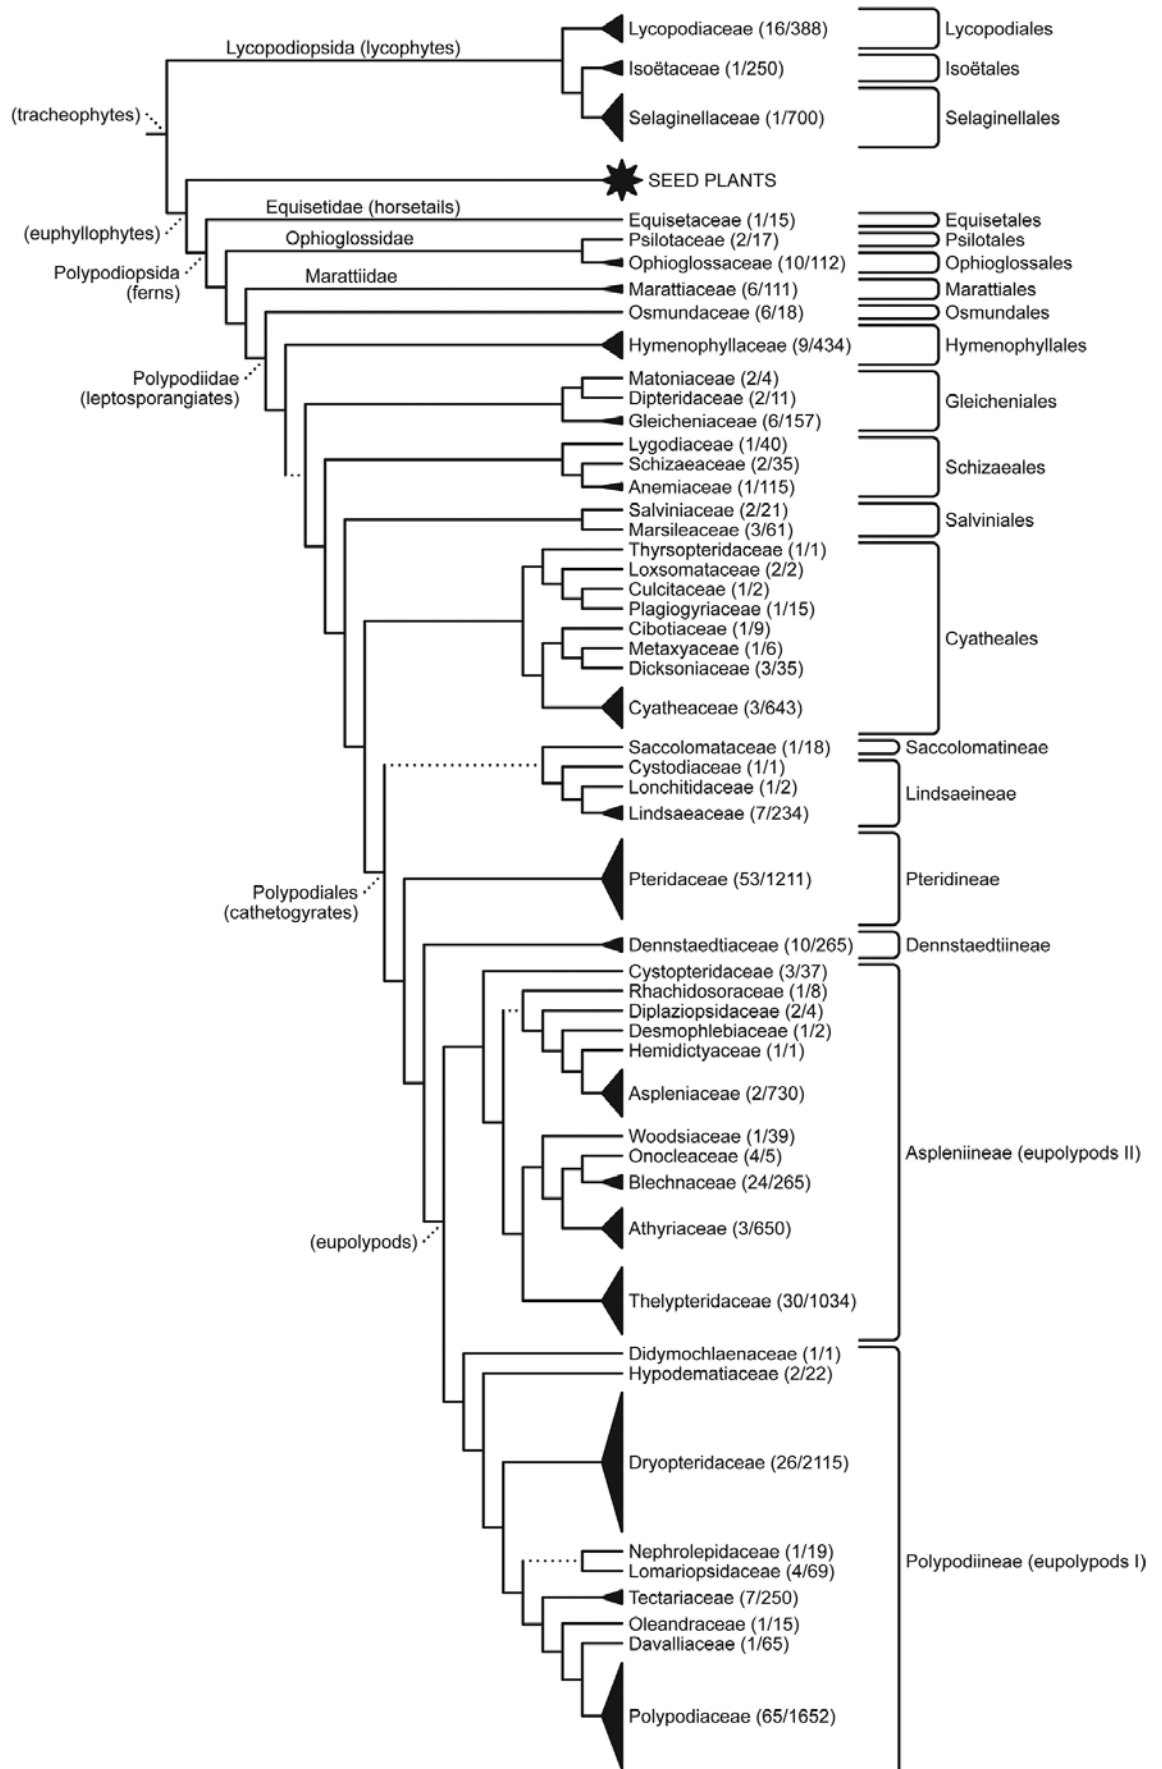 Lycopodiopsida (lycophytes)
Lycopodiaceae (16/388)
Lycopodiales
Isoëtaceae (1/250)
Isoëtales
(tracheophytes)
Selaginellaceae (1/700)
Selaginellales
SEED PLANTS
Equisetidae (horsetails)
Equisetaceae (1/15)
Equisetales
(euphyllophytes)
Ophioglossidae
Psilotaceae (2/17)
Psilotales
Ophioglossaceae (10/112)
Ophioglossales
Polypodiopsida
(ferns)
Marattiidae
Marattiaceae (6/111)
Marattiales
Osmundaceae (6/18)
Osmundales
Hymenophyllaceae (9/434)
Hymenophyllales
Polypodiidae
(leptosporangiates)
Matoniaceae (2/4)
Dipteridaceae (2/11)
Gleicheniaceae (6/157)
Gleicheniales
Lygodiaceae (1/40)
Schizaeaceae (2/35)
Anemiaceae (1/115)
Schizaeales
Salviniaceae (2/21)
Marsileaceae (3/61)
Salviniales
Thyrsopteridaceae (1/1)
Loxsomataceae (2/2)
Culcitaceae (1/2)
Plagiogyriaceae (1/15)
Cibotiaceae (1/9)
Metaxyaceae (1/6)
Dicksoniaceae (3/35)
Cyatheaceae (3/643)
Cyatheales
Saccolomataceae (1/18)
Saccolomatineae
Cystodiaceae (1/1)
Lonchitidaceae (1/2)
Lindsaeaceae (7/234)
Lindsaeineae
Polypodiales
(cathetogyrates)
Pteridaceae (53/1211)
Pteridineae
Dennstaedtiaceae (10/265)
Dennstaedtiineae
Cystopteridaceae (3/37)
Rhachidosoraceae (1/8)
Diplaziopsidaceae (2/4)
Desmophlebiaceae (1/2)
Hemidictyaceae (1/1)
Aspleniaceae (2/730)
Woodsiaceae (1/39)
Onocleaceae (4/5)
Blechnaceae (24/265)
Athyriaceae (3/650)
Thelypteridaceae (30/1034)
Aspleniineae (eupolypods II)
(eupolypods)
Didymochlaenaceae (1/1)
Hypodematiaceae (2/22)
Dryopteridaceae (26/2115)
Nephrolepidaceae (1/19)
Lomariopsidaceae (4/69)
Tectariaceae (7/250)
Oleandraceae (1/15)
Davalliaceae (1/65)
Polypodiaceae (65/1652)
Polypodiineae (eupolypods I)